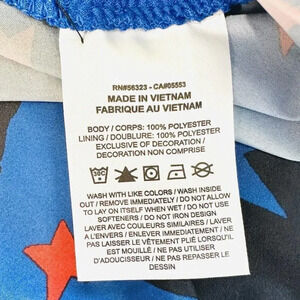 RN#56323 - CA#05553
MADE IN VIETNAM
FABRIQUE AU VIETNAM
BODY / CORPS: 100% POLYESTER
LINING / DOUBLURE: 100% POLYESTER
EXCLUSIVE OF DECORATION /
DECORATION NON COMPRISE
WASH WITH LIKE COLORS / WASH INSIDE
OUT / REMOVE IMMEDIATELY / DO NOT ALLOW
TO LAY ON ITSELF WHEN WET / DO NOT USE
SOFTENERS / DO NOT IRON DESIGN
LAVER AVEC COULEURS SIMILAIRES / LAVER
À L'ENVERS / ENLEVER IMMEDIATEMENT / NE
PAS LAISSER LE VÊTEMENT PLIÉ LORSQU'IL
EST MOUILLÉ / NE PAS UTILISER
D'ADOUCISSEUR / NE PAS REPASSER LE
DESSIN